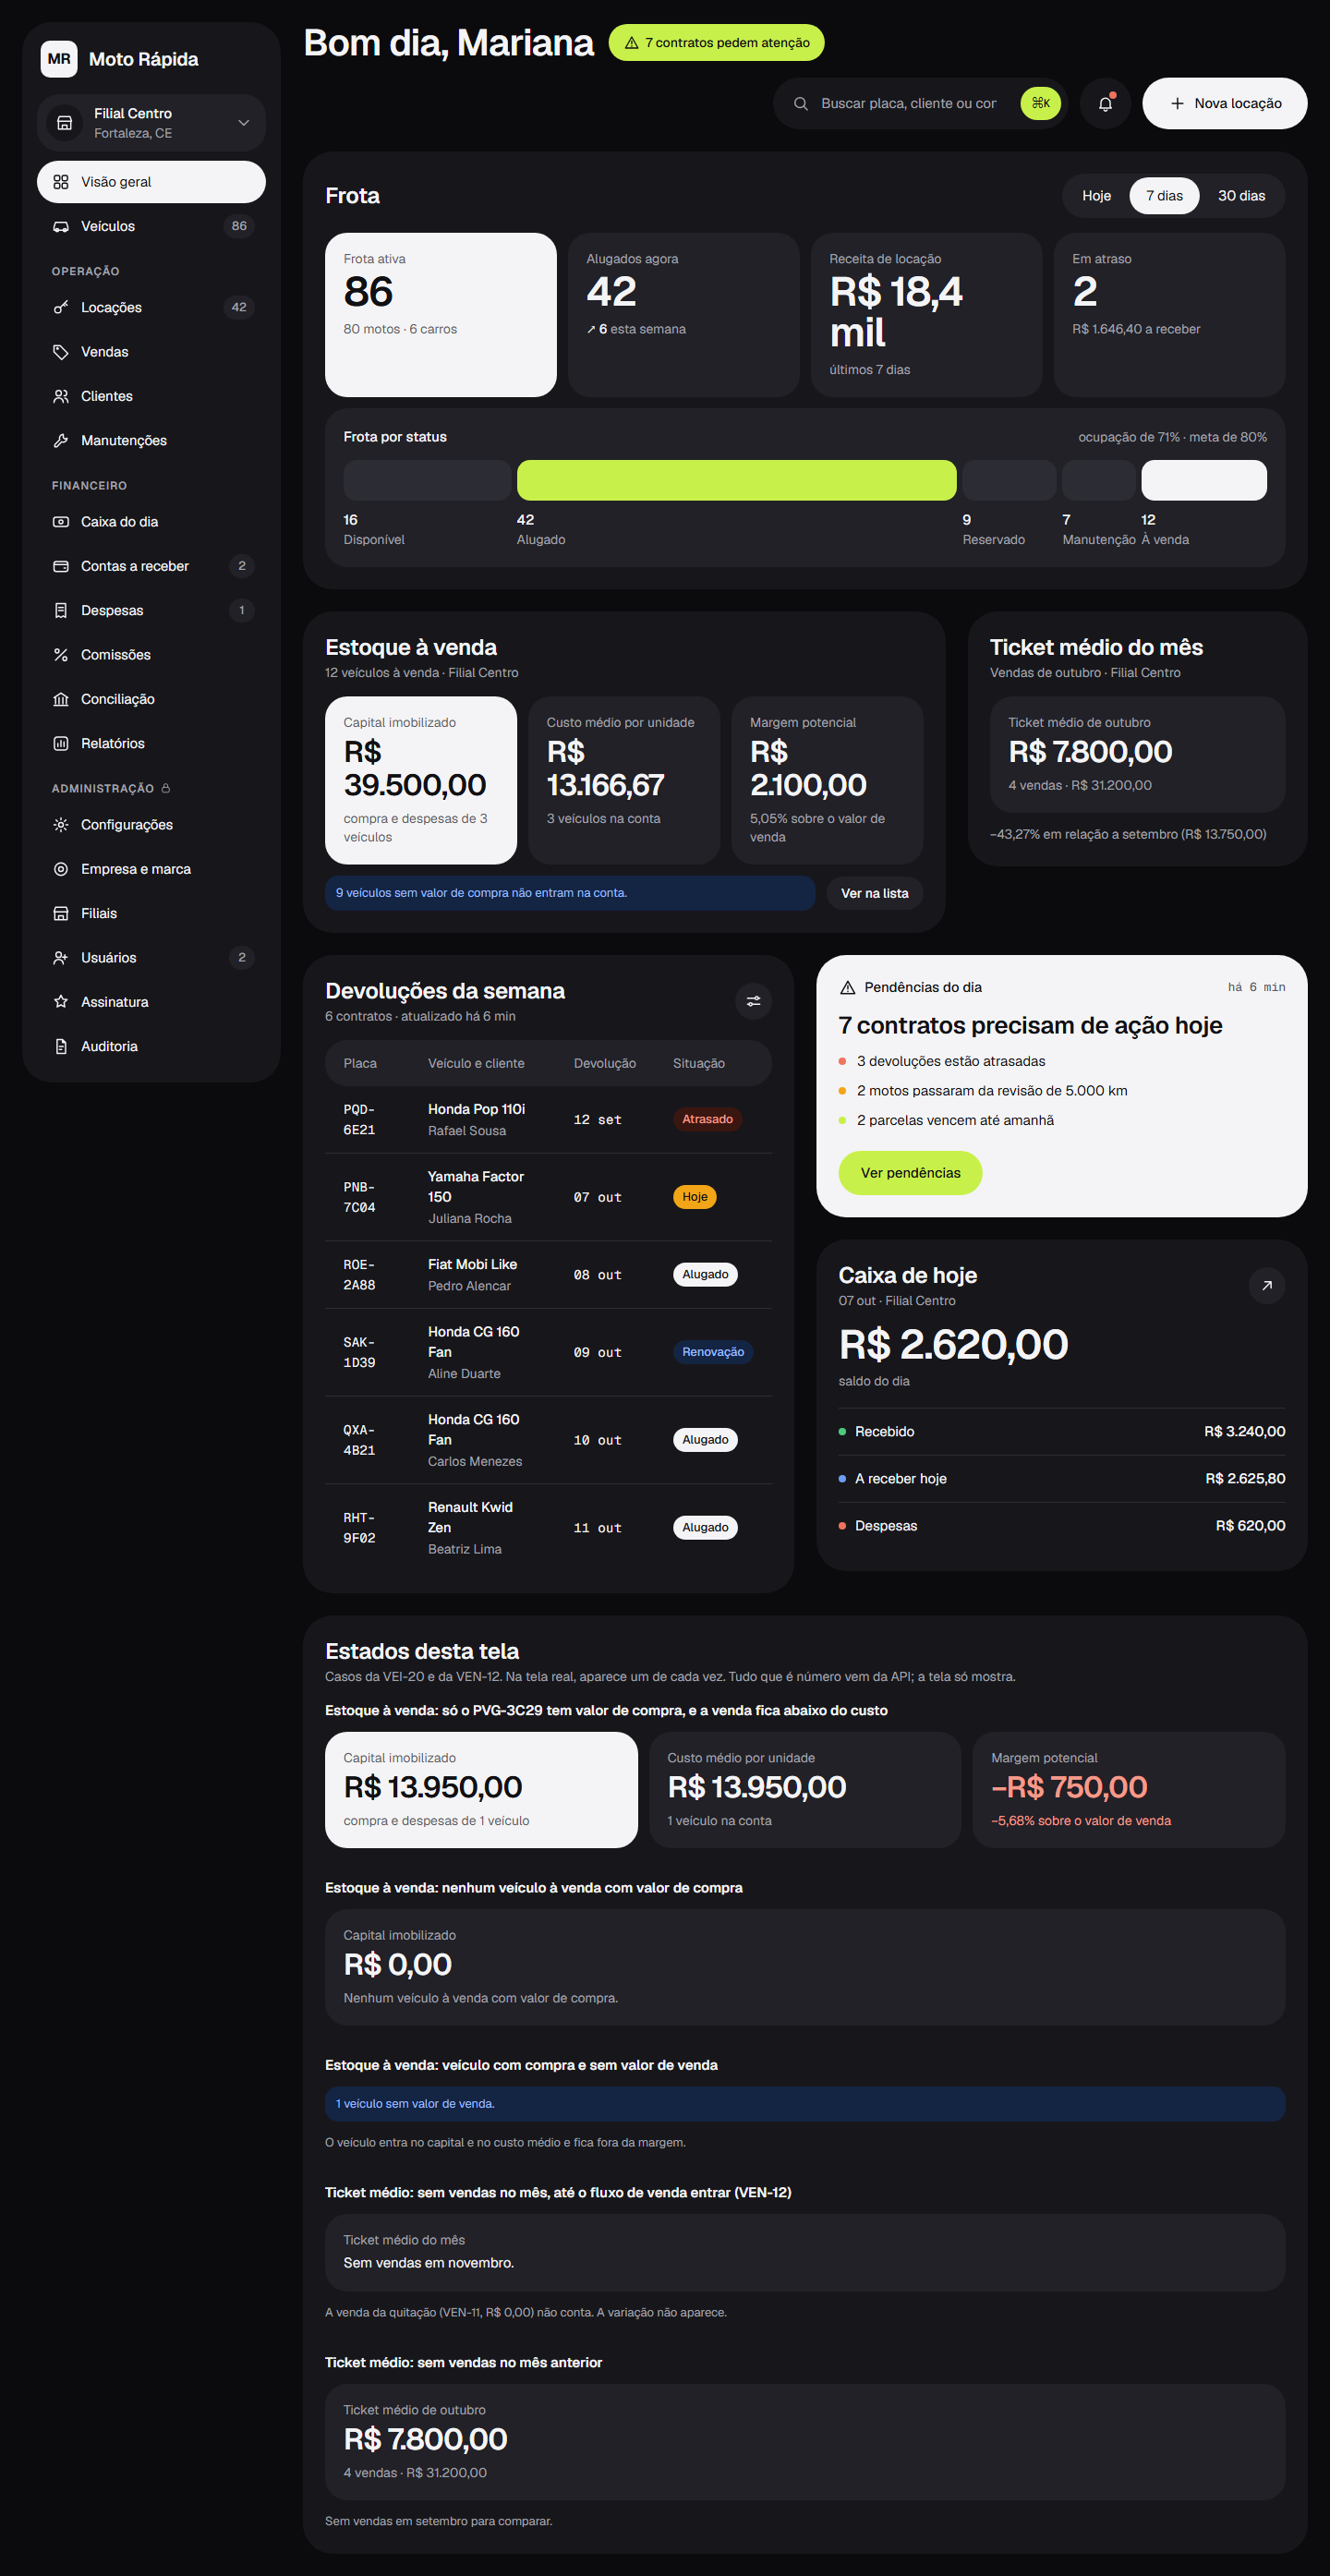 MR
Moto Rápida
Filial Centro
Fortaleza, CE
Visão geral
Veículos 86
OPERAÇÃO
Locações 42
Vendas
Clientes
Manutenções
FINANCEIRO
Caixa do dia
Contas a receber 2
Despesas 1
Comissões
Conciliação
Relatórios
ADMINISTRAÇÃO
Configurações
Empresa e marca
Filiais
Usuários 2
Assinatura
Auditoria
Bom dia, Mariana
7 contratos pedem atenção
Buscar placa, cliente ou cor
⌘K
Nova locação
Frota
Hoje 7 dias 30 dias
Frota ativa
86
80 motos · 6 carros
Alugados agora
42
↗ 6 esta semana
Receita de locação
R$ 18,4
mil
últimos 7 dias
Em atraso
2
R$ 1.646,40 a receber
Frota por status
ocupação de 71% · meta de 80%
16
Disponível
42
Alugado
9
Reservado
7
Manutenção
12
À venda
Estoque à venda
12 veículos à venda · Filial Centro
Capital imobilizado
R$
39.500,00
compra e despesas de 3
veículos
Custo médio por unidade
R$
13.166,67
3 veículos na conta
Margem potencial
R$
2.100,00
5,05% sobre o valor de
venda
9 veículos sem valor de compra não entram na conta.
Ver na lista
Ticket médio do mês
Vendas de outubro · Filial Centro
Ticket médio de outubro
R$ 7.800,00
4 vendas · R$ 31.200,00
−43,27% em relação a setembro (R$ 13.750,00)
Devoluções da semana
6 contratos · atualizado há 6 min
Placa Veículo e cliente Devolução Situação
PQD-
6E21
Honda Pop 110i
Rafael Sousa
12 set
Atrasado
PNB-
7C04
Yamaha Factor
150
Juliana Rocha
07 out
Hoje
ROE-
2A88
Fiat Mobi Like
Pedro Alencar
08 out
Alugado
SAK-
1D39
Honda CG 160
Fan
Aline Duarte
09 out
Renovação
QXA-
4B21
Honda CG 160
Fan
Carlos Menezes
10 out
Alugado
RHT-
9F02
Renault Kwid
Zen
Beatriz Lima
11 out
Alugado
Pendências do dia
há 6 min
7 contratos precisam de ação hoje
3 devoluções estão atrasadas
2 motos passaram da revisão de 5.000 km
2 parcelas vencem até amanhã
Ver pendências
Caixa de hoje
07 out · Filial Centro
R$ 2.620,00
saldo do dia
Recebido R$ 3.240,00
A receber hoje R$ 2.625,80
Despesas R$ 620,00
Estados desta tela
Casos da VEI-20 e da VEN-12. Na tela real, aparece um de cada vez. Tudo que é número vem da API; a tela só mostra.
Estoque à venda: só o PVG-3C29 tem valor de compra, e a venda fica abaixo do custo
Capital imobilizado
R$ 13.950,00
compra e despesas de 1 veículo
Custo médio por unidade
R$ 13.950,00
1 veículo na conta
Margem potencial
−R$ 750,00
−5,68% sobre o valor de venda
Estoque à venda: nenhum veículo à venda com valor de compra
Capital imobilizado
R$ 0,00
Nenhum veículo à venda com valor de compra.
Estoque à venda: veículo com compra e sem valor de venda
1 veículo sem valor de venda.
O veículo entra no capital e no custo médio e fica fora da margem.
Ticket médio: sem vendas no mês, até o fluxo de venda entrar (VEN-12)
Ticket médio do mês
Sem vendas em novembro.
A venda da quitação (VEN-11, R$ 0,00) não conta. A variação não aparece.
Ticket médio: sem vendas no mês anterior
Ticket médio de outubro
R$ 7.800,00
4 vendas · R$ 31.200,00
Sem vendas em setembro para comparar.